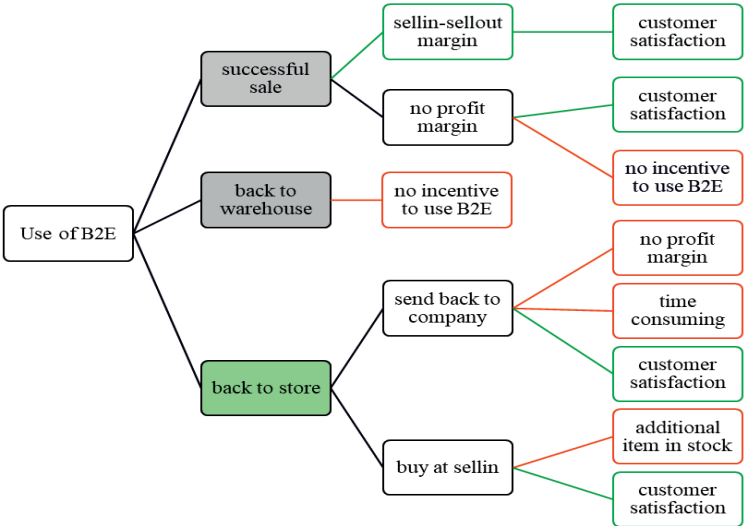 Use of B2E
successful
sale
back to
warehouse
back to store
sellin-sellout
margin
no profit
margin
no incentive
to use B2E
send back to
company
buy at sellin
customer
satisfaction
customer
satisfaction
no incentive
to use B2E
no profit
margin
time
consuming
customer
satisfaction
additional
item in stock
customer
satisfaction